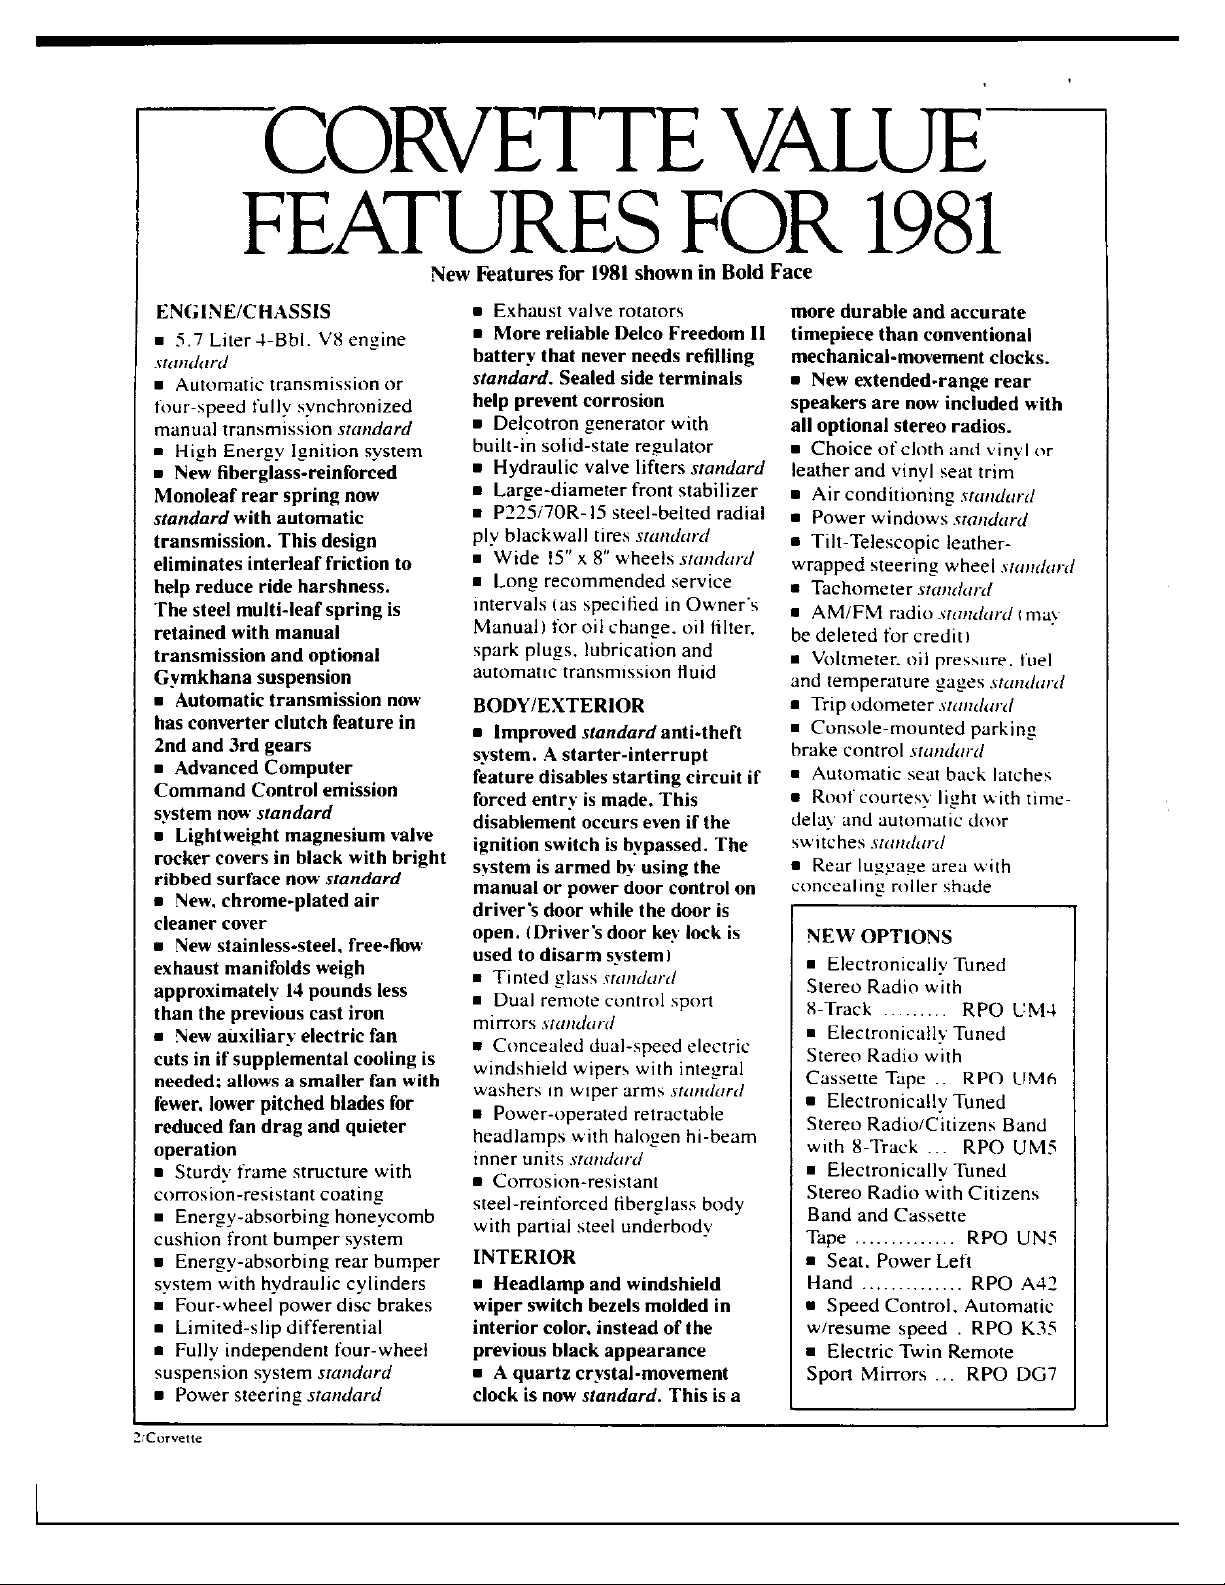 CORVETTE VALUE
FEATURES FOR 1981
New Features for 1981 shown in Bold Face
ENGINE/CHASSIS
■ 5.7 Liter 4-Bbl. V8 engine
standard
■ Automatic transmission or
four-speed fully synchronized
manual transmission standard
■ High Energy Ignition system
■ New fiberglass-reinforced
Monoleaf rear spring now
standard with automatic
transmission. This design
eliminates interleaf friction to
help reduce ride harshness.
The steel multi-leaf spring is
retained with manual
transmission and optional
Gymkhana suspension
■ Automatic transmission now
has converter clutch feature in
2nd and 3rd gears
■ Advanced Computer
Command Control emission
system now standard
■ Lightweight magnesium valve
rocker covers in black with bright
ribbed surface now standard
■ New, chrome-plated air
cleaner cover
■ New stainless-steel, free-flow
exhaust manifolds weigh
approximately 14 pounds less
than the previous cast iron
■ New auxiliary electric fan
cuts in if supplemental cooling is
needed; allows a smaller fan with
fewer, lower pitched blades for
reduced fan drag and quieter
operation
■ Sturdy frame structure with
corrosion-resistant coating
■ Energy-absorbing honeycomb
cushion front bumper system
■ Energy-absorbing rear bumper
system with hydraulic cylinders
■ Four-wheel power disc brakes
■ Limited-slip differential
■ Fully independent four-wheel
suspension system standard
■ Power steering standard
■ Exhaust valve rotators
■ More reliable Delco Freedom II
battery that never needs refilling
standard. Sealed side terminals
help prevent corrosion
■ Delcotron generator with
built-in solid-state regulator
■ Hydraulic valve lifters standard
■ Large-diameter front stabilizer
■ P225/70R-15 steel-belted radial
ply blackwall tires standard
■ Wide 15" x 8" wheels standard
■ Long recommended service
intervals (as specified in Owner's
Manual) for oil change, oil filter,
spark plugs, lubrication and
automatic transmission fluid
BODY/EXTERIOR
■ Improved standard anti-theft
system. A starter-interrupt
feature disables starting circuit if
forced entry is made. This
disablement occurs even if the
ignition switch is bypassed. The
system is armed by using the
manual or power door control on
driver's door while the door is
open. (Driver's door key lock is
used to disarm system)
■ Tinted glass standard
■ Dual remote control sport
mirrors standard
■ Concealed dual-speed electric
windshield wipers with integral
washers in wiper arms standard
■ Power-operated retractable
headlamps with halogen hi-beam
inner units standard
■ Corrosion-resistant
steel-reinforced fiberglass body
with partial steel underbody
INTERIOR
■ Headlamp and windshield
wiper switch bezels molded in
interior color, instead of the
previous black appearance
■ A quartz crystal-movement
clock is now standard. This is a
more durable and accurate
timepiece than conventional
mechanical-movement clocks.
■ New extended-range rear
speakers are now included with
all optional stereo radios.
■ Choice of cloth and vinyl or
leather and vinyl seat trim
■ Air conditioning standard
■ Power windows standard
■ Tilt-Telescopic leather-
wrapped steering wheel standard
■ Tachometer standard
■ AM/FM radio standard (may
be deleted for credit)
■ Voltmeter, oil pressure, fuel
and temperature gages standard
■ Trip odometer standard
■ Console-mounted parking
brake control standard
■ Automatic seat back latches
■ Roof courtesy light with time-
delay and automatic door
switches standard
■ Rear luggage area with
concealing roller shade
NEW OPTIONS
■ Electronically Tuned
Stereo Radio with
8-Track ......... RPO UM4
■ Electronically Tuned
Stereo Radio with
Cassette Tape .. RPO UM6
■ Electronically Tuned
Stereo Radio/Citizens Band
with 8-Track ... RPO UM5
■ Electronically Tuned
Stereo Radio with Citizens
Band and Cassette
Tape .............. RPO UN5
■ Seat, Power Left
Hand .............. RPO A42
■ Speed Control, Automatic
w/resume speed . RPO K35
■ Electric Twin Remote
Sport Mirrors ... RPO DG7
2/Corvette